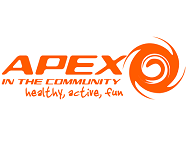 APEX
IN THE COMMUNITY
healthy, active, fun